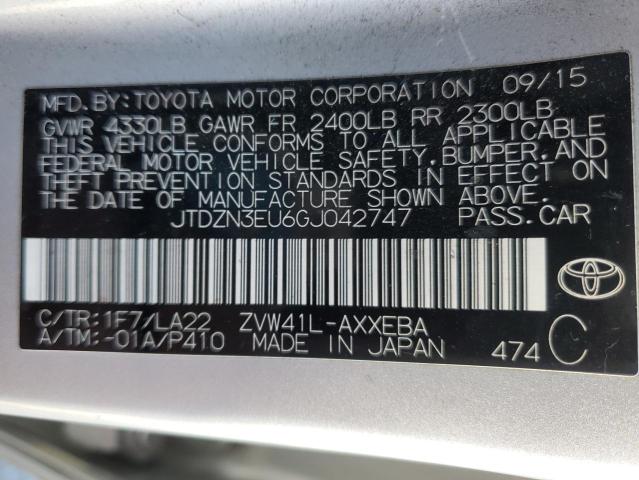 MFD. BY: TOYOTA MOTOR CORPORATION 09/15
GVWR 4330LB GAWR FR 2400LB RR 2300LB
THIS VEHICLE CONFORMS TO ALL APPLICABLE
FEDERAL MOTOR VEHICLE SAFETY, BUMPER, AND
THEFT PREVENTION STANDARDS IN EFFECT ON
THE DATE OF MANUFACTURE SHOWN ABOVE.
JTDZN3EU6GJ042747 PASS.CAR
C/TR: 1F7/LA22 ZVW41L-AXXEBA
A/TM: -01A/P410 MADE IN JAPAN 474 C